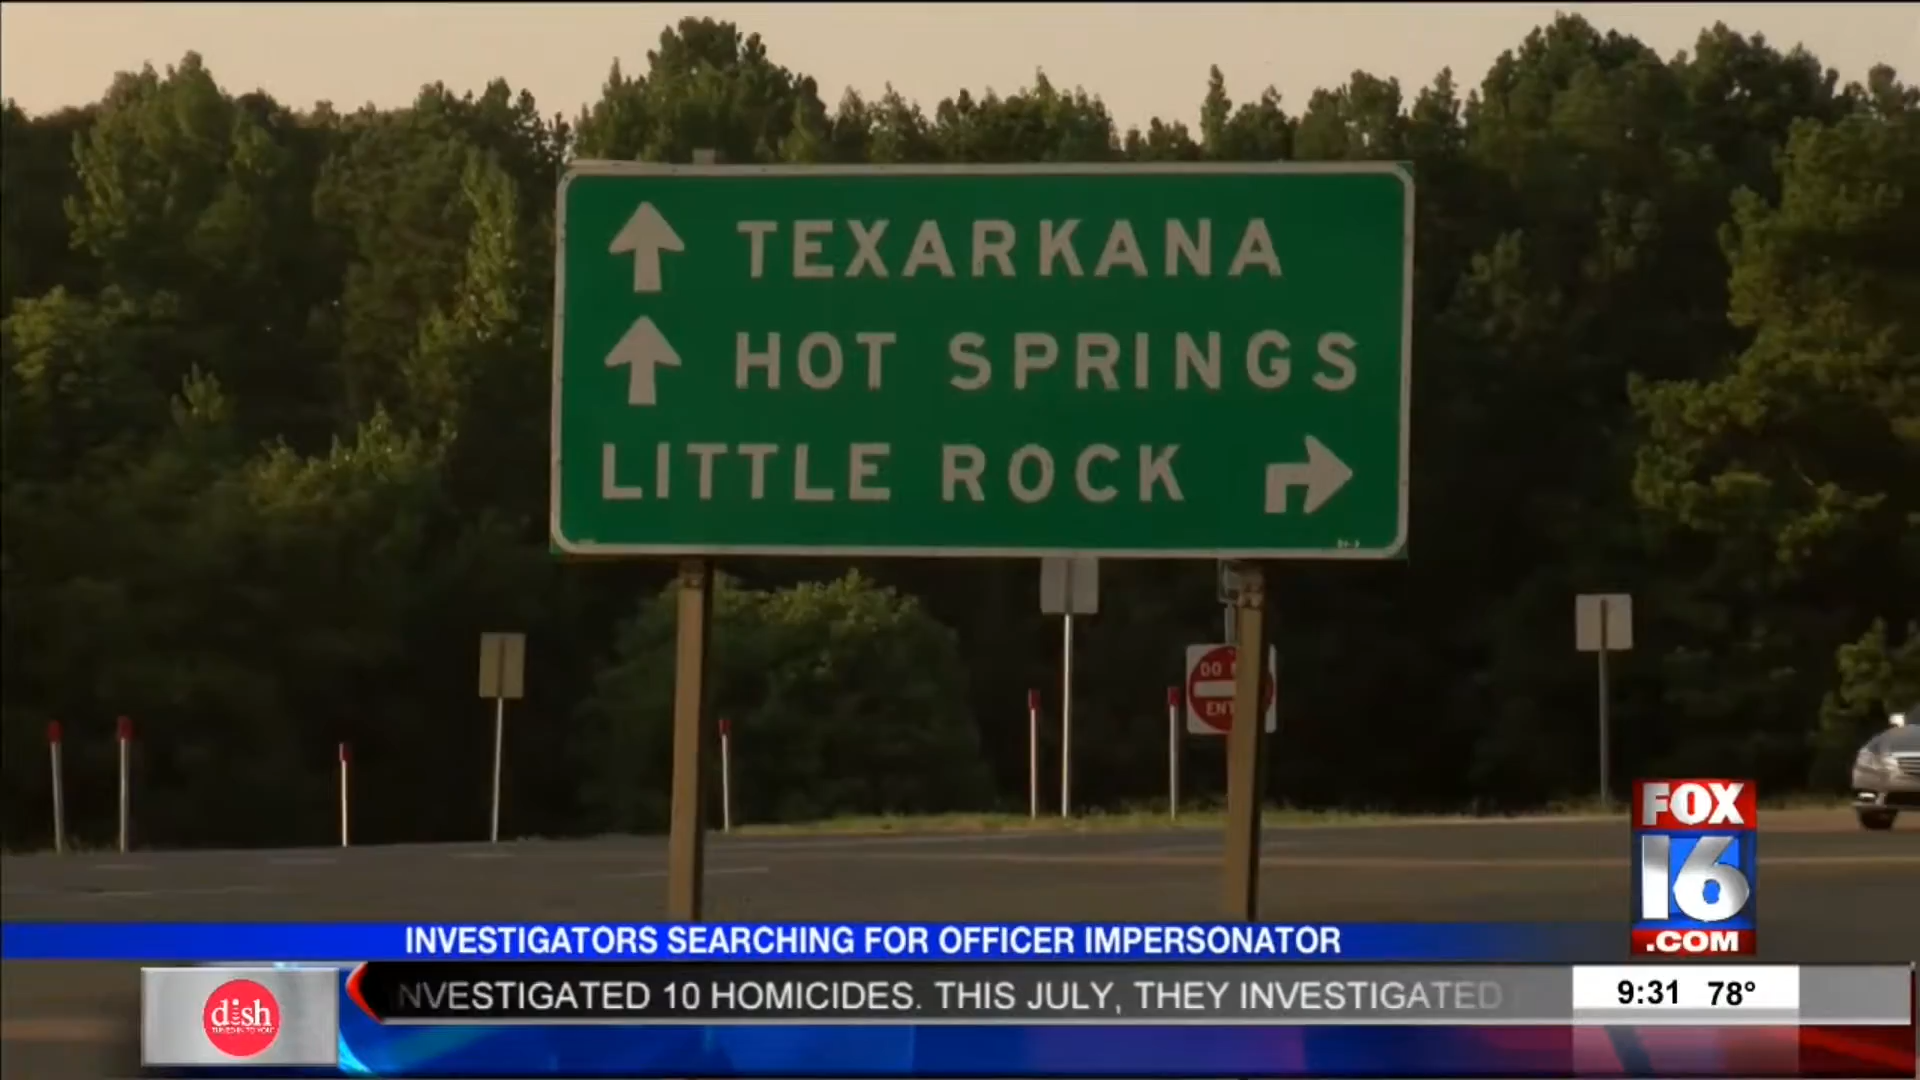 TEXARKANA
HOT SPRINGS
LITTLE ROCK
DO
ENT
FOX
16
.COM
INVESTIGATORS SEARCHING FOR OFFICER IMPERSONATOR
NVESTIGATED 10 HOMICIDES. THIS JULY, THEY INVESTIGATED
9:31 78°
dish